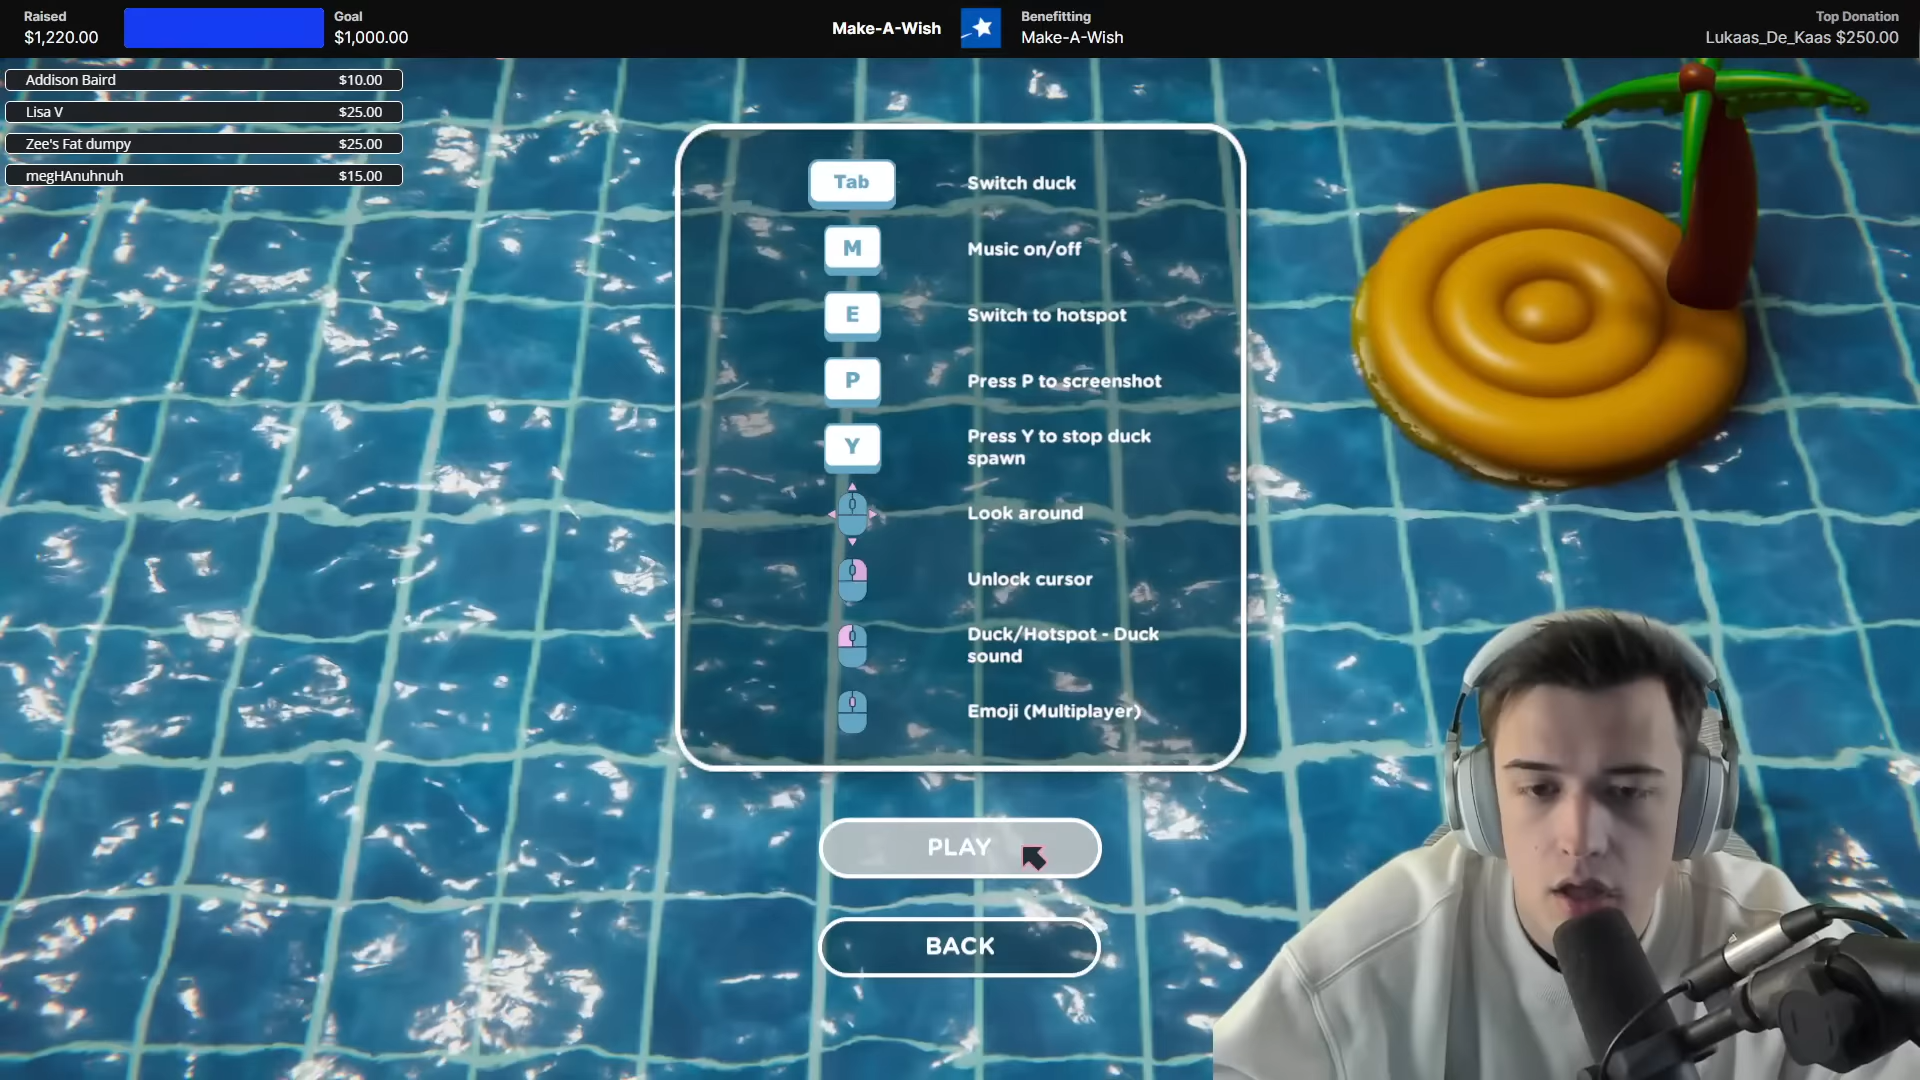 Raised
$1,220.00
Goal
$1,000.00
Make-A-Wish
Benefitting
Make-A-Wish
Top Donation
Lukaas_De_Kaas $250.00
Addison Baird $10.00
Lisa V $25.00
Zee's Fat dumpy $25.00
megHAnuhnuh $15.00
Tab Switch duck
M Music on/off
E Switch to hotspot
P Press P to screenshot
Y Press Y to stop duck
spawn
Look around
Unlock cursor
Duck/Hotspot - Duck
sound
Emoji (Multiplayer)
PLAY
BACK